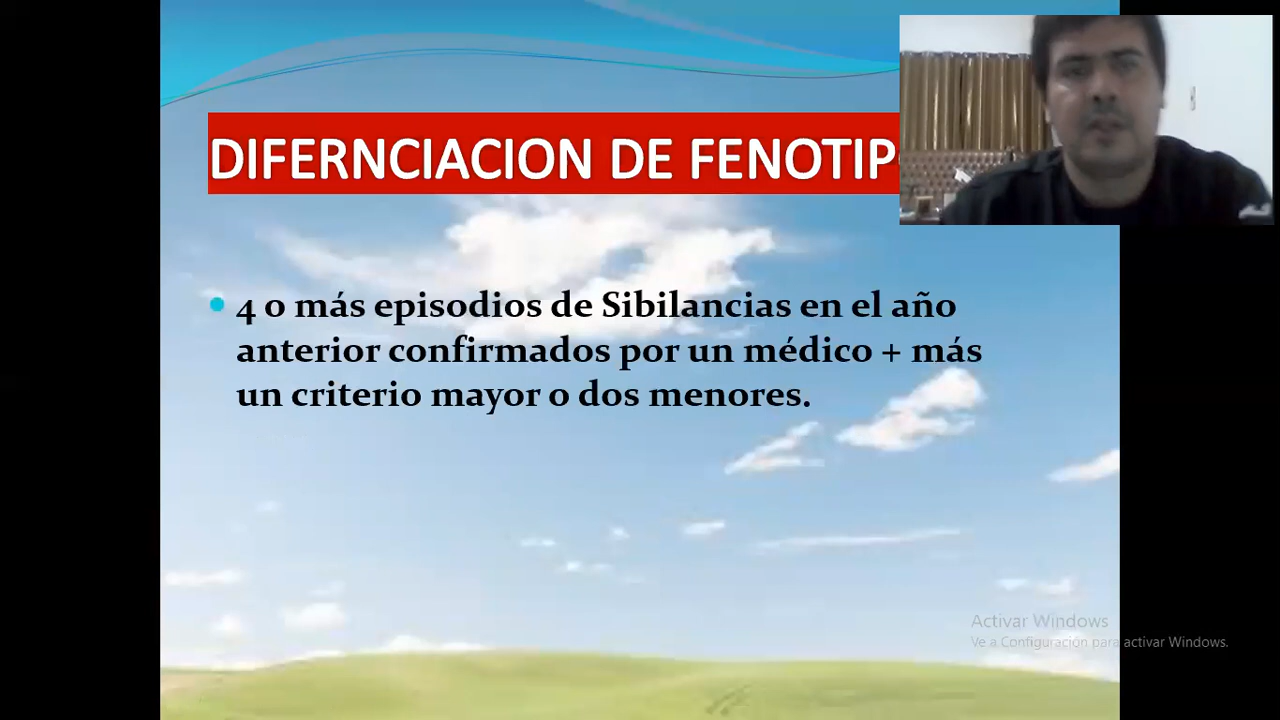 DIFERNCIACION DE FENOTIP
4 o más episodios de Sibilancias en el año
anterior confirmados por un médico + más
un criterio mayor o dos menores.
Activar Windows
Ve a Configuración para activar Windows.